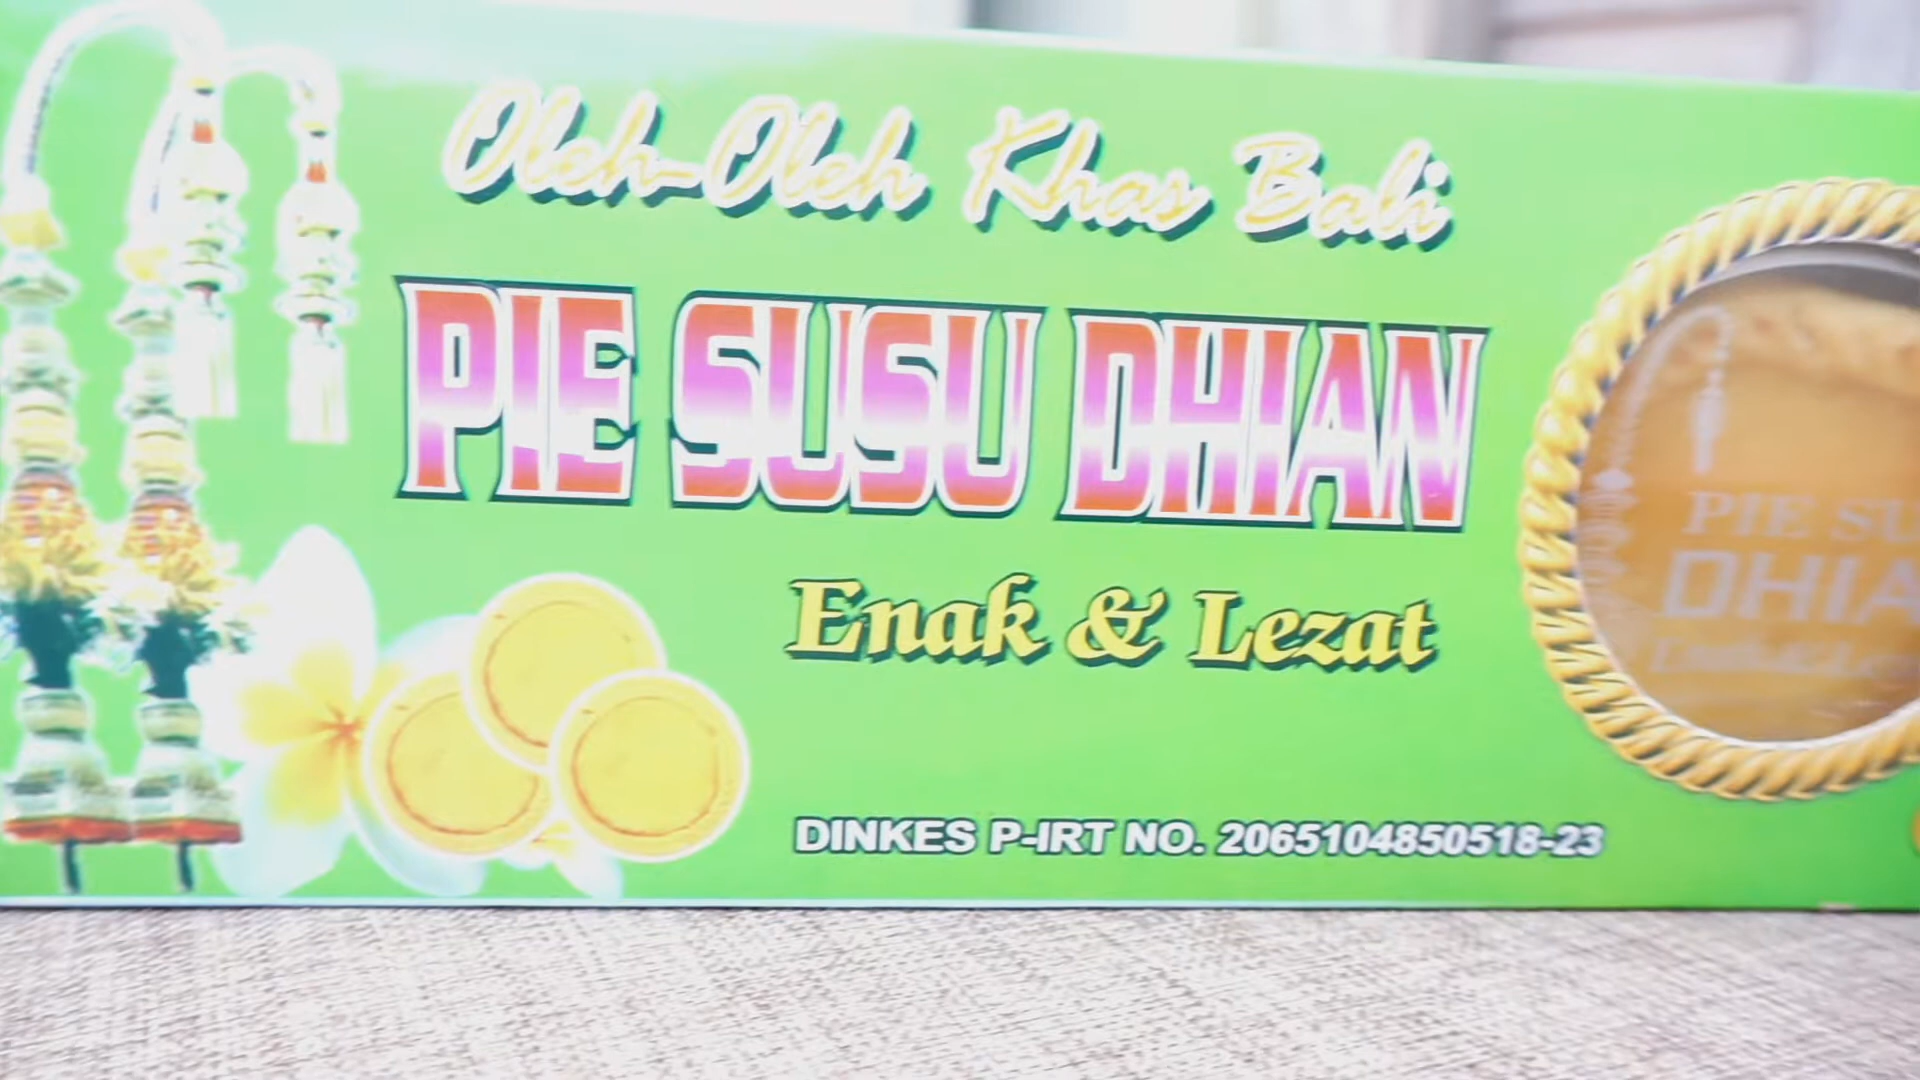 Oleh-Oleh Khas Bali
PIE SUSU DHIAN
Enak & Lezat
DINKES P-IRT NO. 2065104850518-23
PIE SU
DHIA